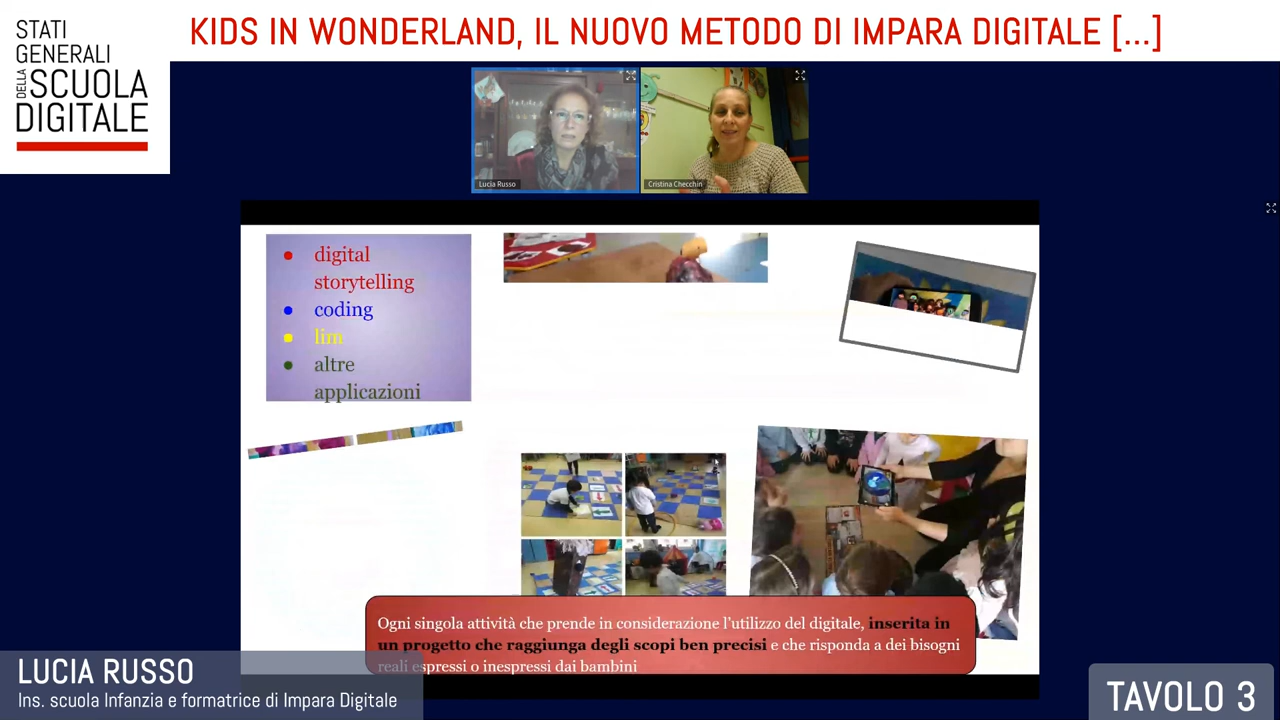 STATI
GENERALI
DELLA SCUOLA
DIGITALE
KIDS IN WONDERLAND, IL NUOVO METODO DI IMPARA DIGITALE [...]
Lucia Russo
Cristina Checchin
digital
storytelling
coding
lim
altre
applicazioni
Ogni singola attività che prende in considerazione l'utilizzo del digitale, inserita in
un progetto che raggiunga degli scopi ben precisi e che risponda a dei bisogni
reali espressi o inespressi dai bambini
LUCIA RUSSO
Ins. scuola Infanzia e formatrice di Impara Digitale
TAVOLO 3